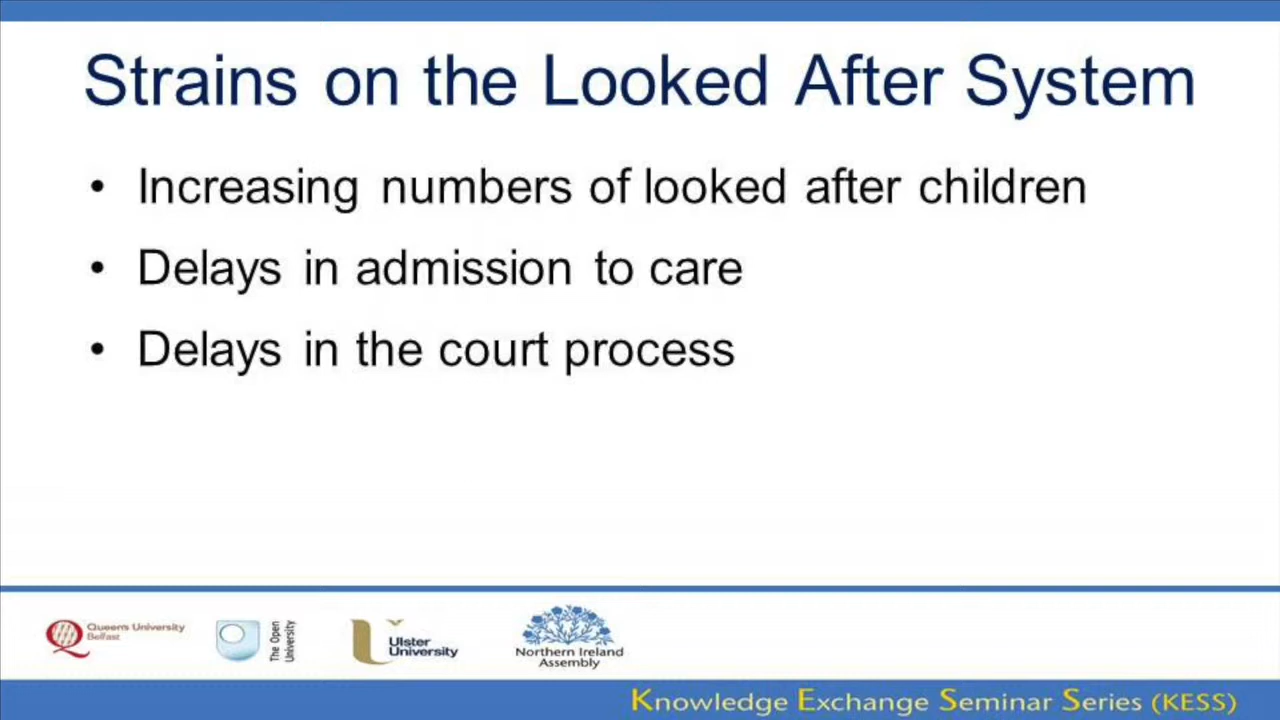 Strains on the Looked After System
• Increasing numbers of looked after children
• Delays in admission to care
• Delays in the court process
Queen's University
Belfast
The Open
University
Ulster
University
Northern Ireland
Assembly
Knowledge Exchange Seminar Series (KESS)